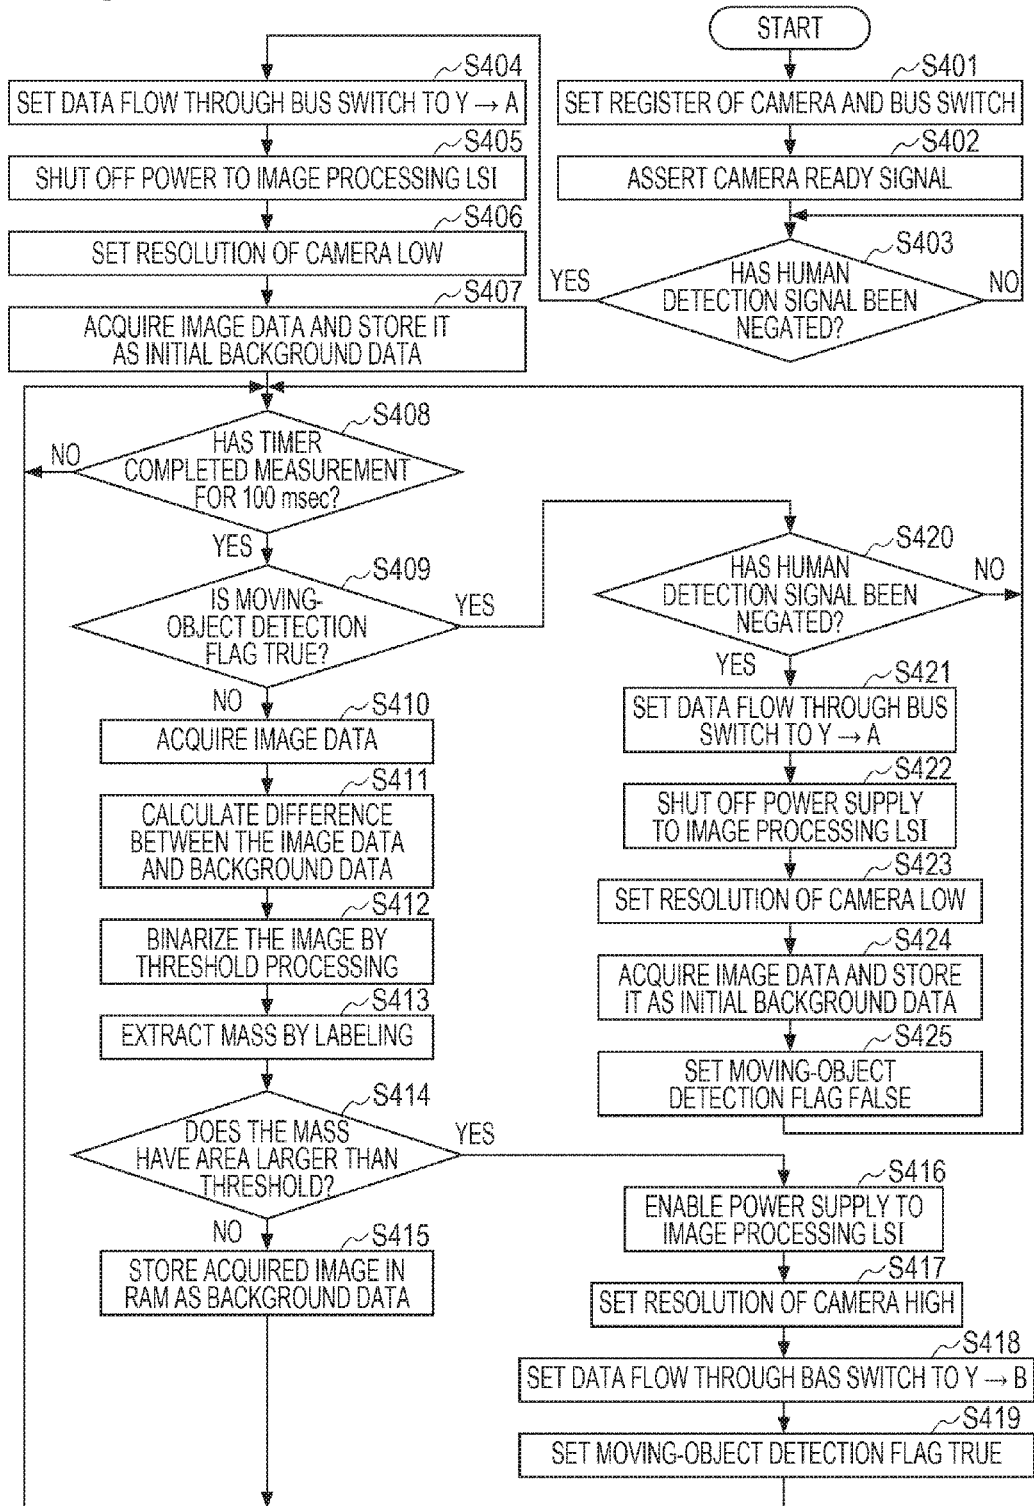 START
S401
SET REGISTER OF CAMERA AND BUS SWITCH
S402
ASSERT CAMERA READY SIGNAL
S403
HAS HUMAN
DETECTION SIGNAL BEEN
NEGATED?
YES
NO
S404
SET DATA FLOW THROUGH BUS SWITCH TO Y → A
S405
SHUT OFF POWER TO IMAGE PROCESSING LSI
S406
SET RESOLUTION OF CAMERA LOW
S407
ACQUIRE IMAGE DATA AND STORE IT
AS INITIAL BACKGROUND DATA
S408
HAS TIMER
COMPLETED MEASUREMENT
FOR 100 msec?
NO
YES
S409
IS MOVING-
OBJECT DETECTION
FLAG TRUE?
YES
NO
S410
ACQUIRE IMAGE DATA
S411
CALCULATE DIFFERENCE
BETWEEN THE IMAGE DATA
AND BACKGROUND DATA
S412
BINARIZE THE IMAGE BY
THRESHOLD PROCESSING
S413
EXTRACT MASS BY LABELING
S414
DOES THE MASS
HAVE AREA LARGER THAN
THRESHOLD?
YES
NO
S415
STORE ACQUIRED IMAGE IN
RAM AS BACKGROUND DATA
S420
HAS HUMAN
DETECTION SIGNAL BEEN
NEGATED?
NO
YES
S421
SET DATA FLOW THROUGH BUS
SWITCH TO Y → A
S422
SHUT OFF POWER SUPPLY
TO IMAGE PROCESSING LSI
S423
SET RESOLUTION OF CAMERA LOW
S424
ACQUIRE IMAGE DATA AND STORE
IT AS INITIAL BACKGROUND DATA
S425
SET MOVING-OBJECT
DETECTION FLAG FALSE
S416
ENABLE POWER SUPPLY TO
IMAGE PROCESSING LSI
S417
SET RESOLUTION OF CAMERA HIGH
S418
SET DATA FLOW THROUGH BAS SWITCH TO Y → B
S419
SET MOVING-OBJECT DETECTION FLAG TRUE